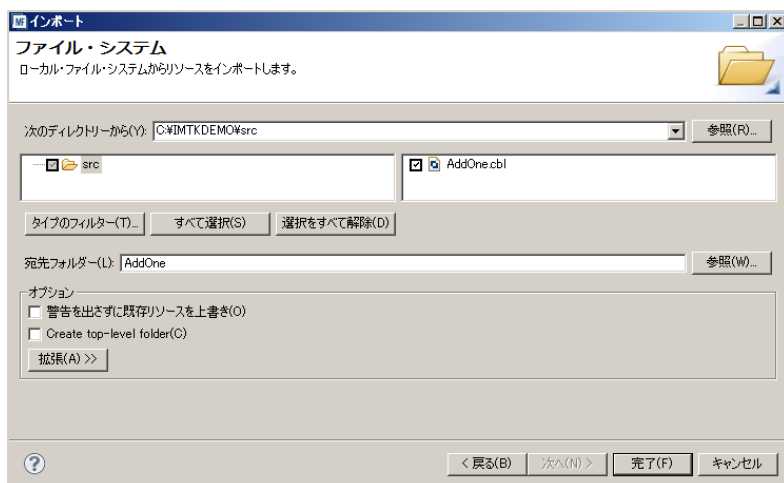 MF インポート
ファイル・システム
ローカル・ファイル・システムからリソースをインポートします。
次のディレクトリーから(Y): C:¥IMTKDEMO¥src 参照(R)...
src AddOne.cbl
タイプのフィルター(T)... すべて選択(S) 選択をすべて解除(D)
宛先フォルダー(L): AddOne 参照(W)...
オプション
警告を出さずに既存リソースを上書き(O)
Create top-level folder(C)
拡張(A) >>
? < 戻る(B) 次へ(N) > 完了(F) キャンセル